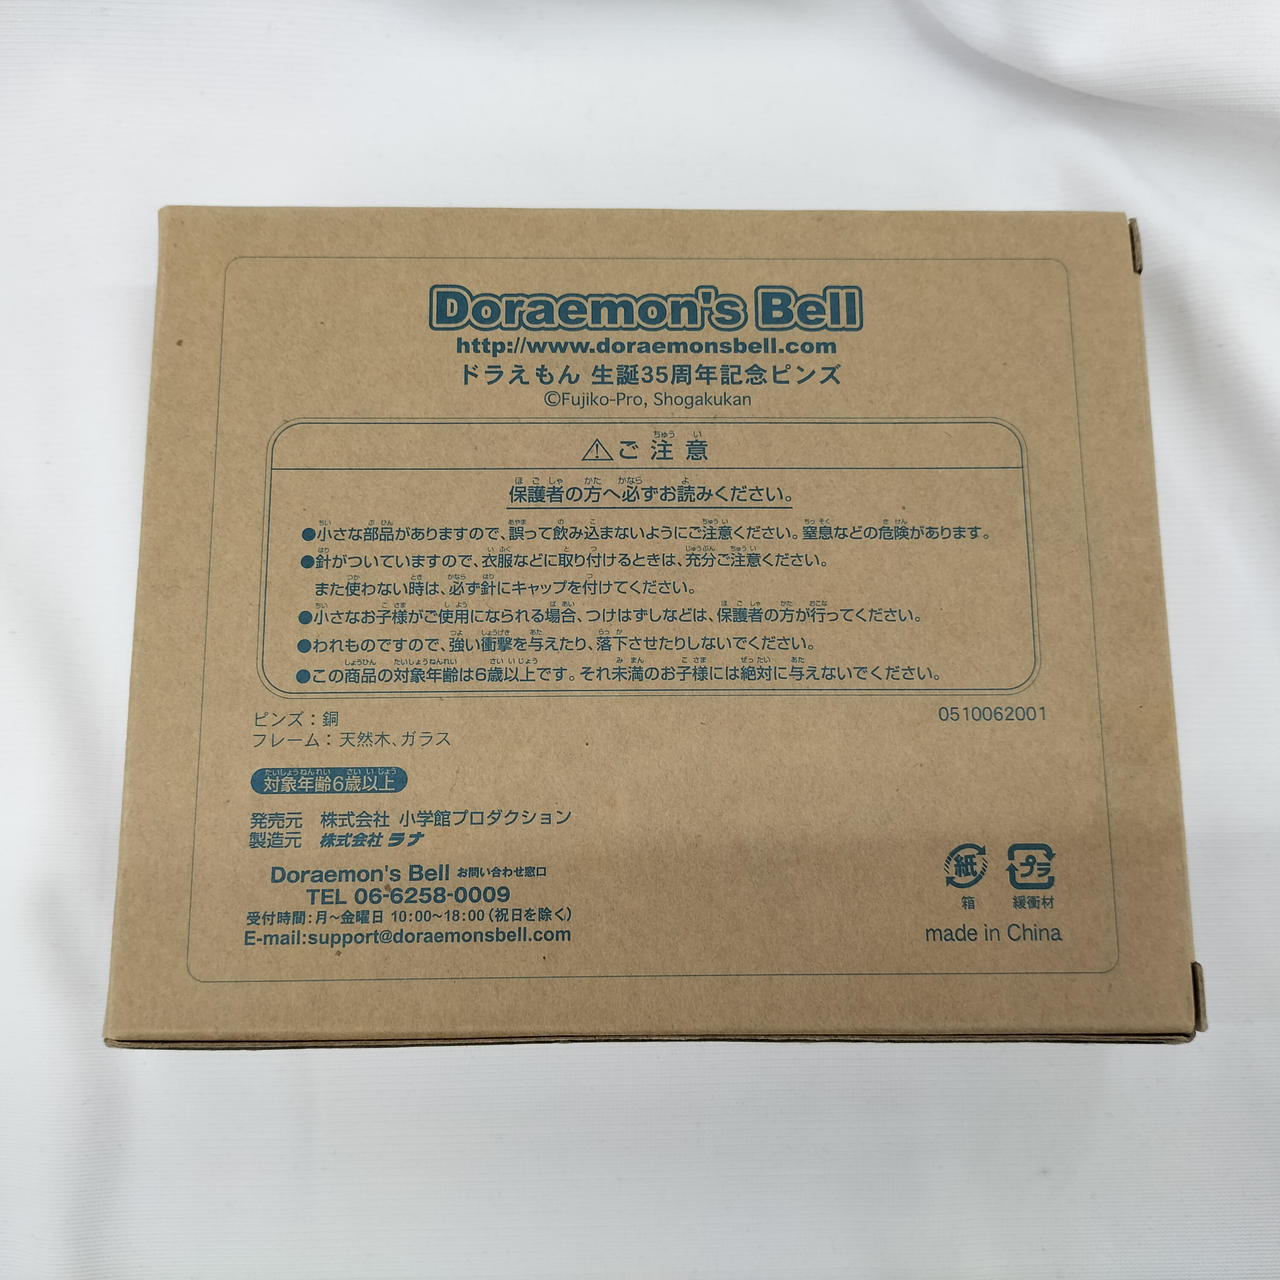 Doraemon's Bell
http://www.doraemonsbell.com
ドラえもん 生誕35周年記念ピンズ
©Fujiko-Pro, Shogakukan
⚠ご注意
保護者の方へ必ずお読みください。
●小さな部品がありますので、誤って飲み込まないようにご注意ください。窒息などの危険があります。
●針がついていますので、衣服などに取り付けるときは、充分ご注意ください。
また使わない時は、必ず針にキャップを付けてください。
●小さなお子様がご使用になられる場合、つけはずしなどは、保護者の方が行ってください。
●われものですので、強い衝撃を与えたり、落下させたりしないでください。
●この商品の対象年齢は6歳以上です。それ未満のお子様には絶対に与えないでください。
ピンズ：銅
フレーム：天然木、ガラス
0510062001
対象年齢6歳以上
発売元 株式会社 小学館プロダクション
製造元 株式会社 ラナ
Doraemon's Bell お問い合わせ窓口
TEL 06-6258-0009
受付時間：月〜金曜日 10:00〜18:00（祝日を除く）
E-mail:support@doraemonsbell.com
紙 プラ
箱 緩衝材
made in China